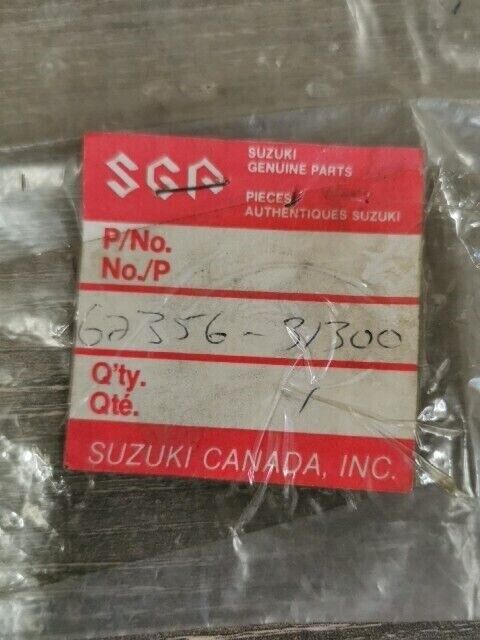 SGP
SUZUKI
GENUINE PARTS
PIECES
AUTHENTIQUES SUZUKI
P/No.
No./P
62356-31300
Q'ty.
Qté.
1
SUZUKI CANADA, INC.